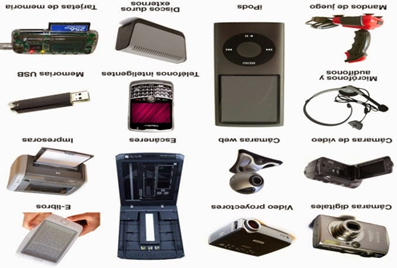 Cámaras digitales
Video proyectores
E-libros
Cámaras de video
Cámaras web
Escáneres
Impresoras
Micrófonos y
audífonos
Teléfonos inteligentes
Memorias USB
Mandos de juego
iPods
Discos duros
externos
Tarjetas de memoria